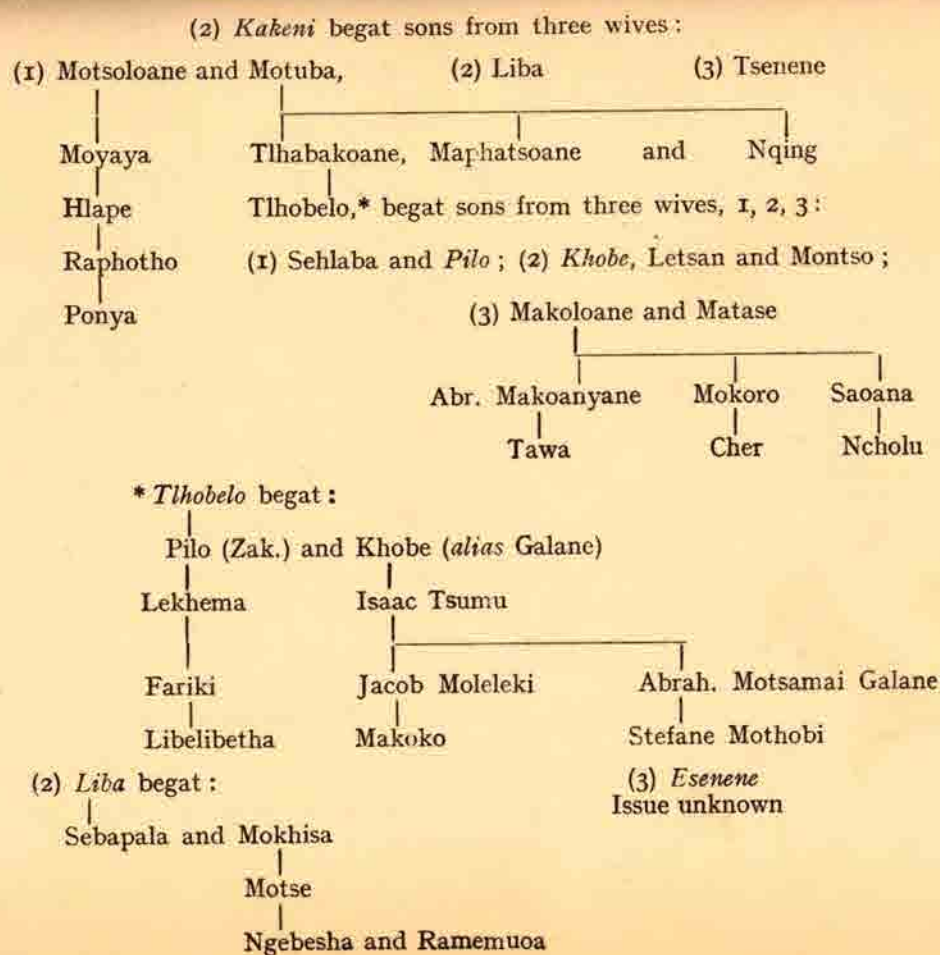 (2) Kakeni begat sons from three wives:
(1) Motsoloane and Motuba, (2) Liba (3) Tsenene
Moyaya Tlhabakoane, Maphatsoane and Nqing
Hlape Tlhobelo,* begat sons from three wives, 1, 2, 3:
Raphotho (1) Sehlaba and Pilo; (2) Khobe, Letsan and Montso;
Ponya (3) Makoloane and Matase
Abr. Makoanyane Mokoro Saoana
Tawa Cher Ncholu
* Tlhobelo begat:
Pilo (Zak.) and Khobe (alias Galane)
Lekhema Isaac Tsumu
Fariki Jacob Moleleki Abrah. Motsamai Galane
Libelibetha Makoko Stefane Mothobi
(2) Liba begat: (3) Esenene
Issue unknown
Sebapala and Mokhisa
Motse
Ngebesha and Ramemuoa